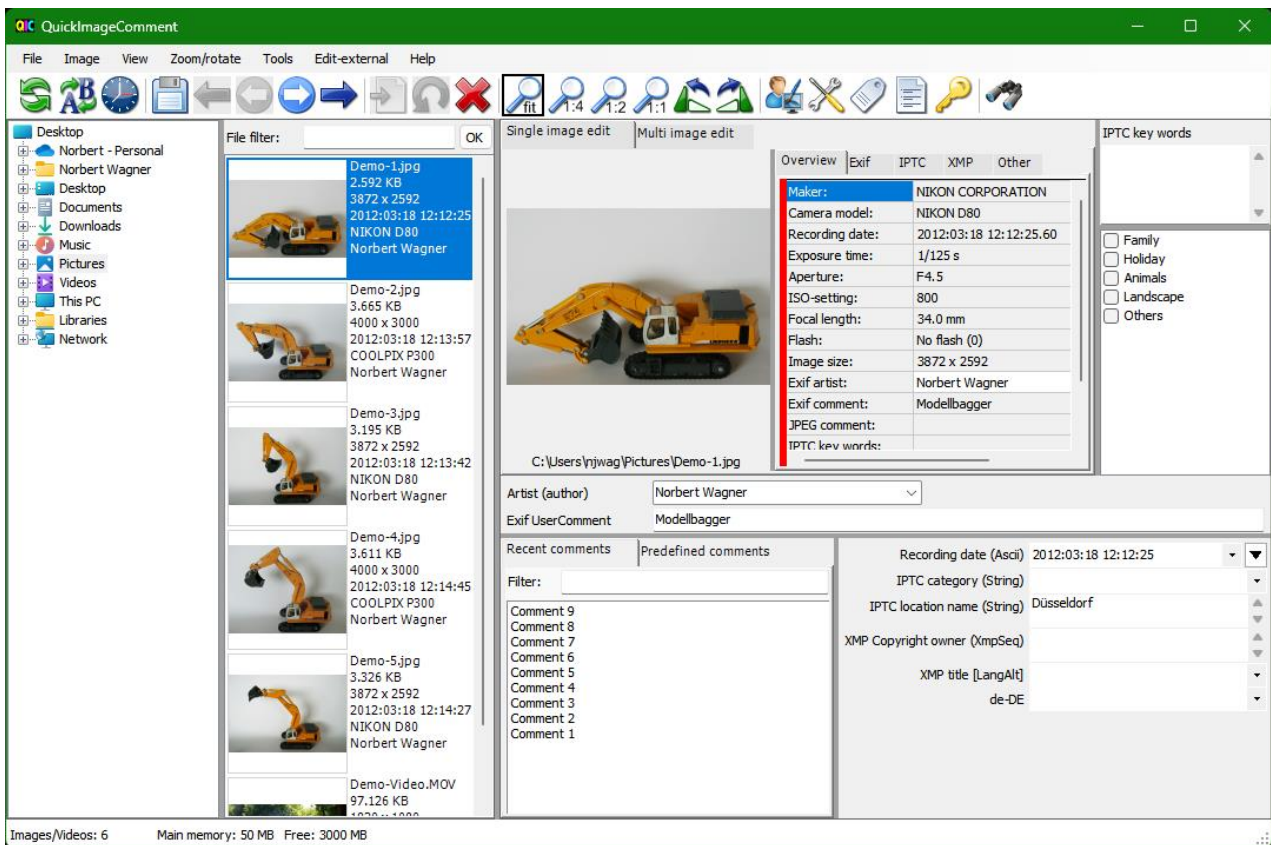 QIC QuickImageComment
File Image View Zoom/rotate Tools Edit-external Help
AB fit 1:4 1:2 1:1
Desktop
Norbert - Personal
Norbert Wagner
Desktop
Documents
Downloads
Music
Pictures
Videos
This PC
Libraries
Network
File filter: OK
Demo-1.jpg
2.592 KB
3872 x 2592
2012:03:18 12:12:25
NIKON D80
Norbert Wagner
Demo-2.jpg
3.665 KB
4000 x 3000
2012:03:18 12:13:57
COOLPIX P300
Norbert Wagner
Demo-3.jpg
3.195 KB
3872 x 2592
2012:03:18 12:13:42
NIKON D80
Norbert Wagner
Demo-4.jpg
3.611 KB
4000 x 3000
2012:03:18 12:14:45
COOLPIX P300
Norbert Wagner
Demo-5.jpg
3.326 KB
3872 x 2592
2012:03:18 12:14:27
NIKON D80
Norbert Wagner
Demo-Video.MOV
97.126 KB
Single image edit Multi image edit
C:\Users\njwag\Pictures\Demo-1.jpg
Overview Exif IPTC XMP Other
Maker: NIKON CORPORATION
Camera model: NIKON D80
Recording date: 2012:03:18 12:12:25.60
Exposure time: 1/125 s
Aperture: F4.5
ISO-setting: 800
Focal length: 34.0 mm
Flash: No flash (0)
Image size: 3872 x 2592
Exif artist: Norbert Wagner
Exif comment: Modellbagger
JPEG comment:
IPTC key words:
IPTC key words
Family
Holiday
Animals
Landscape
Others
Artist (author) Norbert Wagner
Exif UserComment Modellbagger
Recent comments Predefined comments
Filter:
Comment 9
Comment 8
Comment 7
Comment 6
Comment 5
Comment 4
Comment 3
Comment 2
Comment 1
Recording date (Ascii) 2012:03:18 12:12:25
IPTC category (String)
IPTC location name (String) Düsseldorf
XMP Copyright owner (XmpSeq)
XMP title [LangAlt]
de-DE
Images/Videos: 6 Main memory: 50 MB Free: 3000 MB